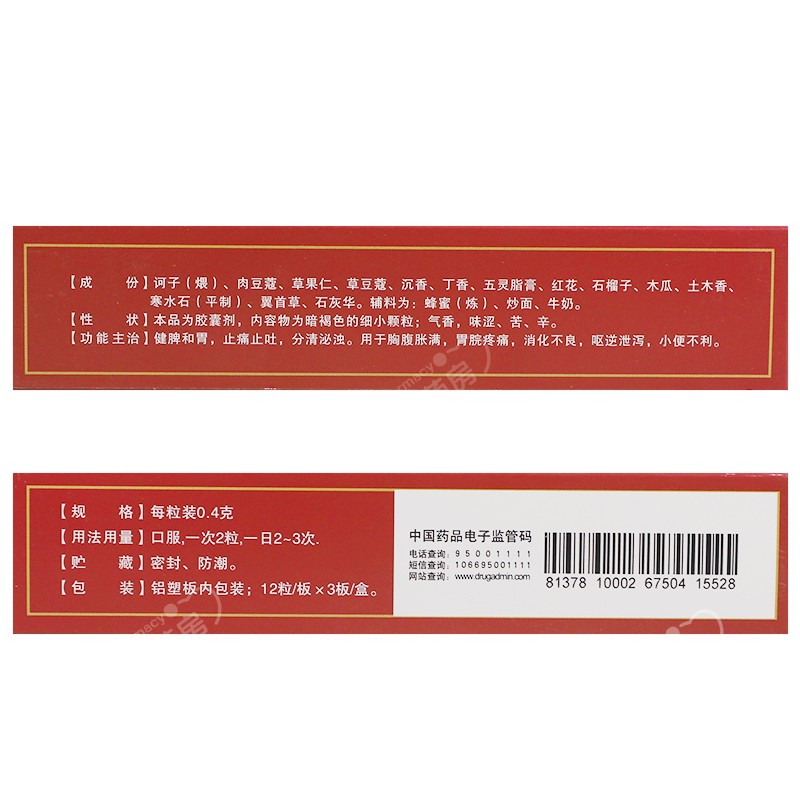 【成 份】诃子（煨）、肉豆蔻、草果仁、草豆蔻、沉香、丁香、五灵脂膏、红花、石榴子、木瓜、土木香、
寒水石（平制）、翼首草、石灰华。辅料为：蜂蜜（炼）、炒面、牛奶。
【性 状】本品为胶囊剂，内容物为暗褐色的细小颗粒；气香，味涩、苦、辛。
【功能主治】健脾和胃，止痛止吐，分清泌浊。用于胸腹胀满，胃脘疼痛，消化不良，呕逆泄泻，小便不利。
【规 格】每粒装0.4克
【用法用量】口服,一次2粒,一日2~3次.
【贮 藏】密封、防潮。
【包 装】铝塑板内包装；12粒/板×3板/盒。
中国药品电子监管码
电话查询：95001111
短信查询：106695001111
网站查询：www.drugadmin.com
81378 10002 67504 15528